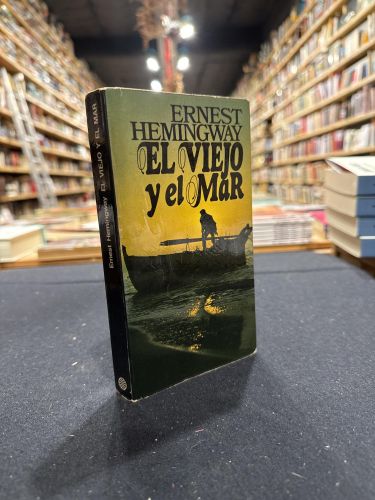 ERNEST
HEMINGWAY
EL VIEJO
y el MAR
Ernest Hemingway EL VIEJO Y EL MAR